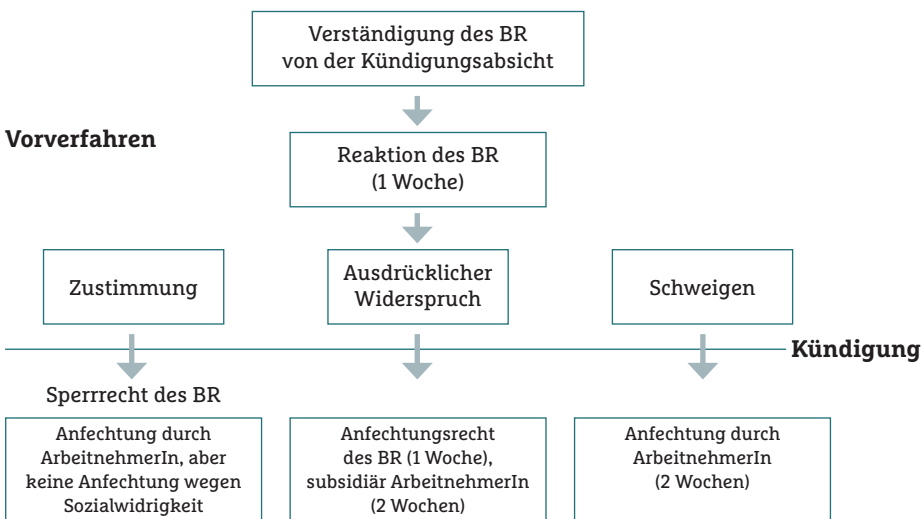 Verständigung des BR
von der Kündigungsabsicht
Vorverfahren
Reaktion des BR
(1 Woche)
Zustimmung
Ausdrücklicher
Widerspruch
Schweigen
Kündigung
Sperrrecht des BR
Anfechtung durch
ArbeitnehmerIn, aber
keine Anfechtung wegen
Sozialwidrigkeit
Anfechtungsrecht
des BR (1 Woche),
subsidiär ArbeitnehmerIn
(2 Wochen)
Anfechtung durch
ArbeitnehmerIn
(2 Wochen)